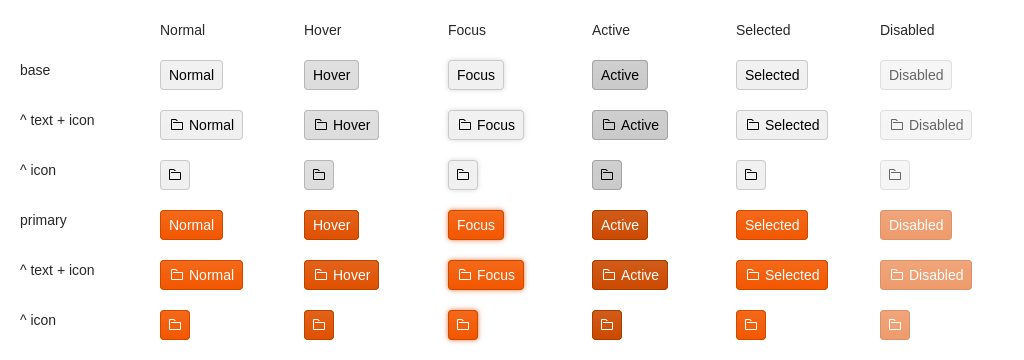 Normal Hover Focus Active Selected Disabled
base Normal Hover Focus Active Selected Disabled
^ text + icon Normal Hover Focus Active Selected Disabled
^ icon
primary Normal Hover Focus Active Selected Disabled
^ text + icon Normal Hover Focus Active Selected Disabled
^ icon